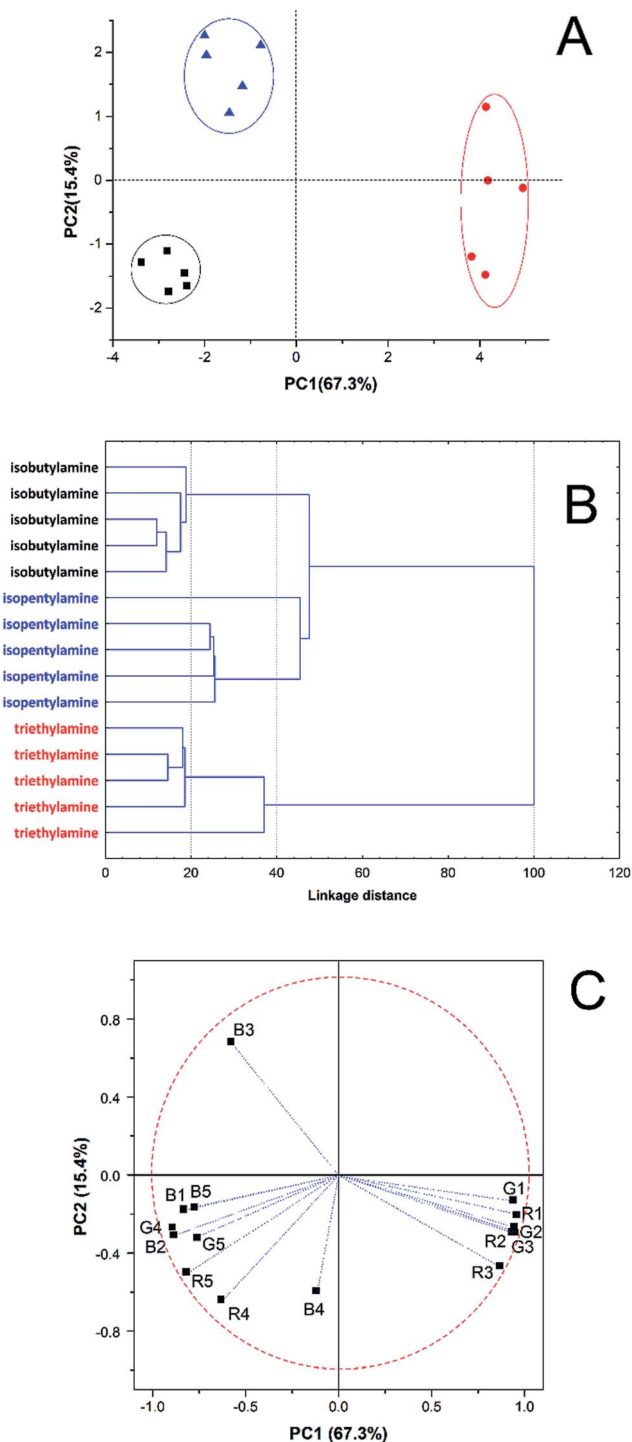 A
2
1
0
-1
-2
PC2(15.4%)
-4
-2
0
2
4
PC1(67.3%)
B
isobutylamine
isobutylamine
isobutylamine
isobutylamine
isobutylamine
isopentylamine
isopentylamine
isopentylamine
isopentylamine
isopentylamine
triethylamine
triethylamine
triethylamine
triethylamine
triethylamine
0 20 40 60 80 100 120
Linkage distance
C
0.8
0.4
0.0
-0.4
-0.8
PC2 (15.4%)
B3
B1
B5
G4
B2
G5
R5
R4
B4
G1
R1
R2
G2
G3
R3
-1.0 -0.5 0.0 0.5 1.0
PC1 (67.3%)